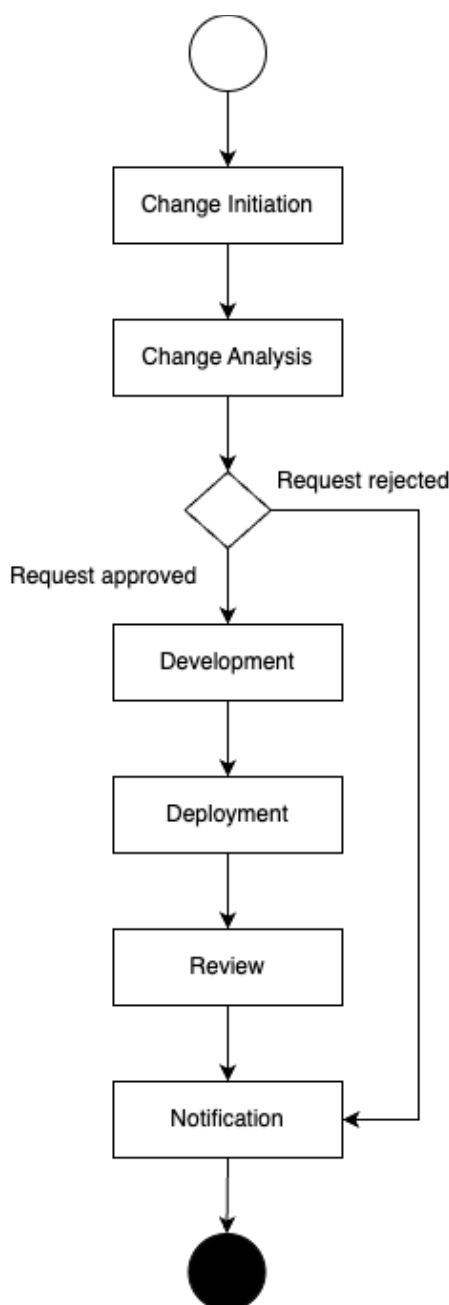 Change Initiation
Change Analysis
Request rejected
Request approved
Development
Deployment
Review
Notification